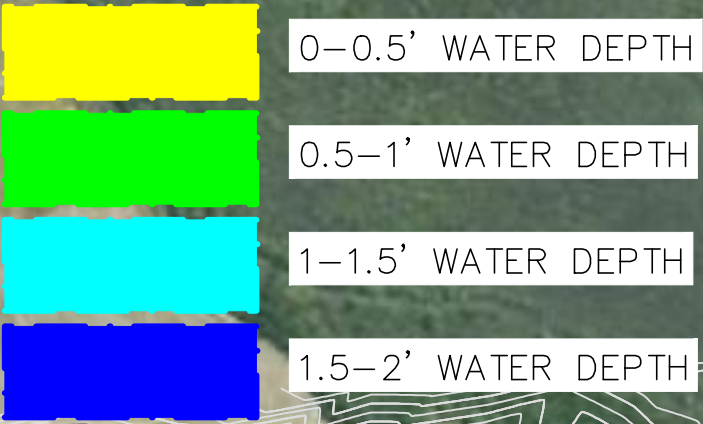 0-0.5' WATER DEPTH
0.5-1' WATER DEPTH
1-1.5' WATER DEPTH
1.5-2' WATER DEPTH